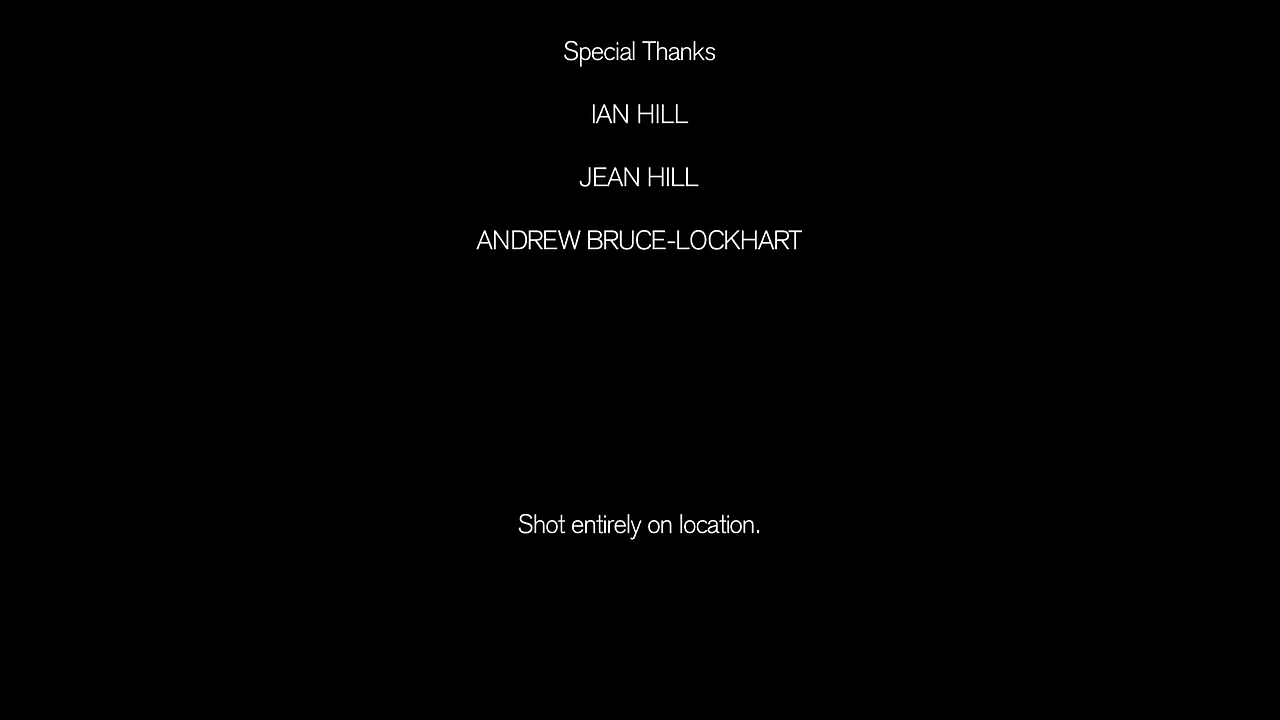 Special Thanks
IAN HILL
JEAN HILL
ANDREW BRUCE-LOCKHART
Shot entirely on location.